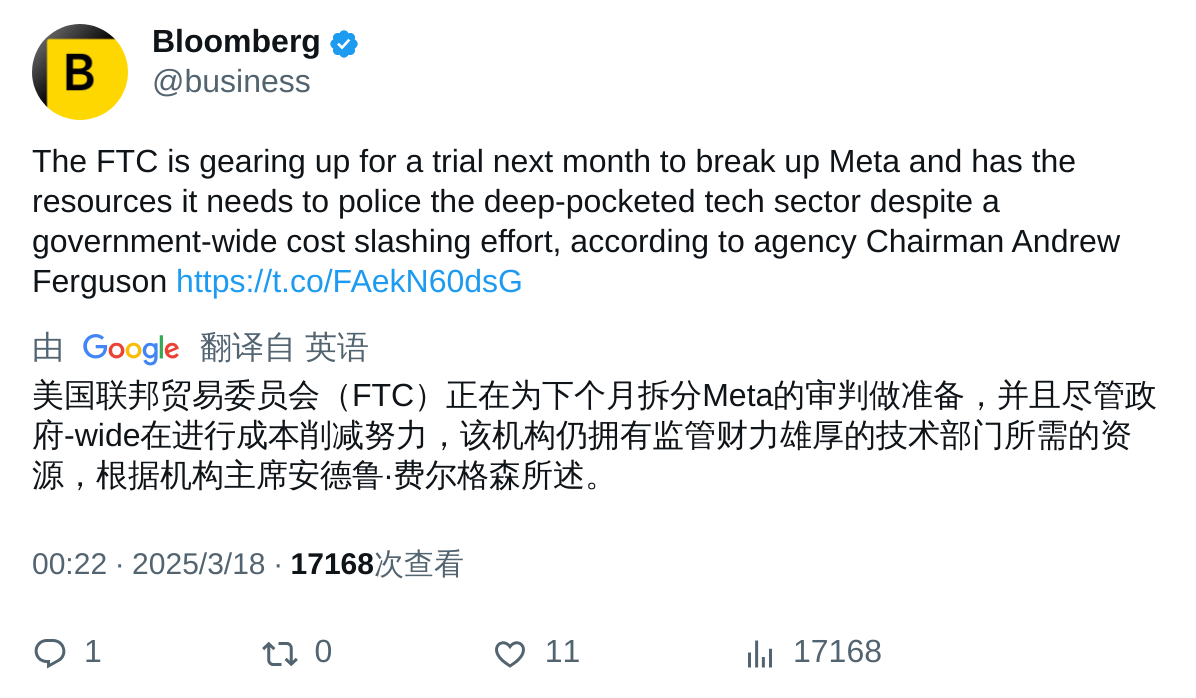 B
Bloomberg
@business
The FTC is gearing up for a trial next month to break up Meta and has the
resources it needs to police the deep-pocketed tech sector despite a
government-wide cost slashing effort, according to agency Chairman Andrew
Ferguson https://t.co/FAekN60dsG
由 Google 翻译自 英语
美国联邦贸易委员会（FTC）正在为下个月拆分Meta的审判做准备，并且尽管政
府-wide在进行成本削减努力，该机构仍拥有监管财力雄厚的技术部门所需的资
源，根据机构主席安德鲁·费尔格森所述。
00:22 · 2025/3/18 · 17168次查看
1 0 11 17168